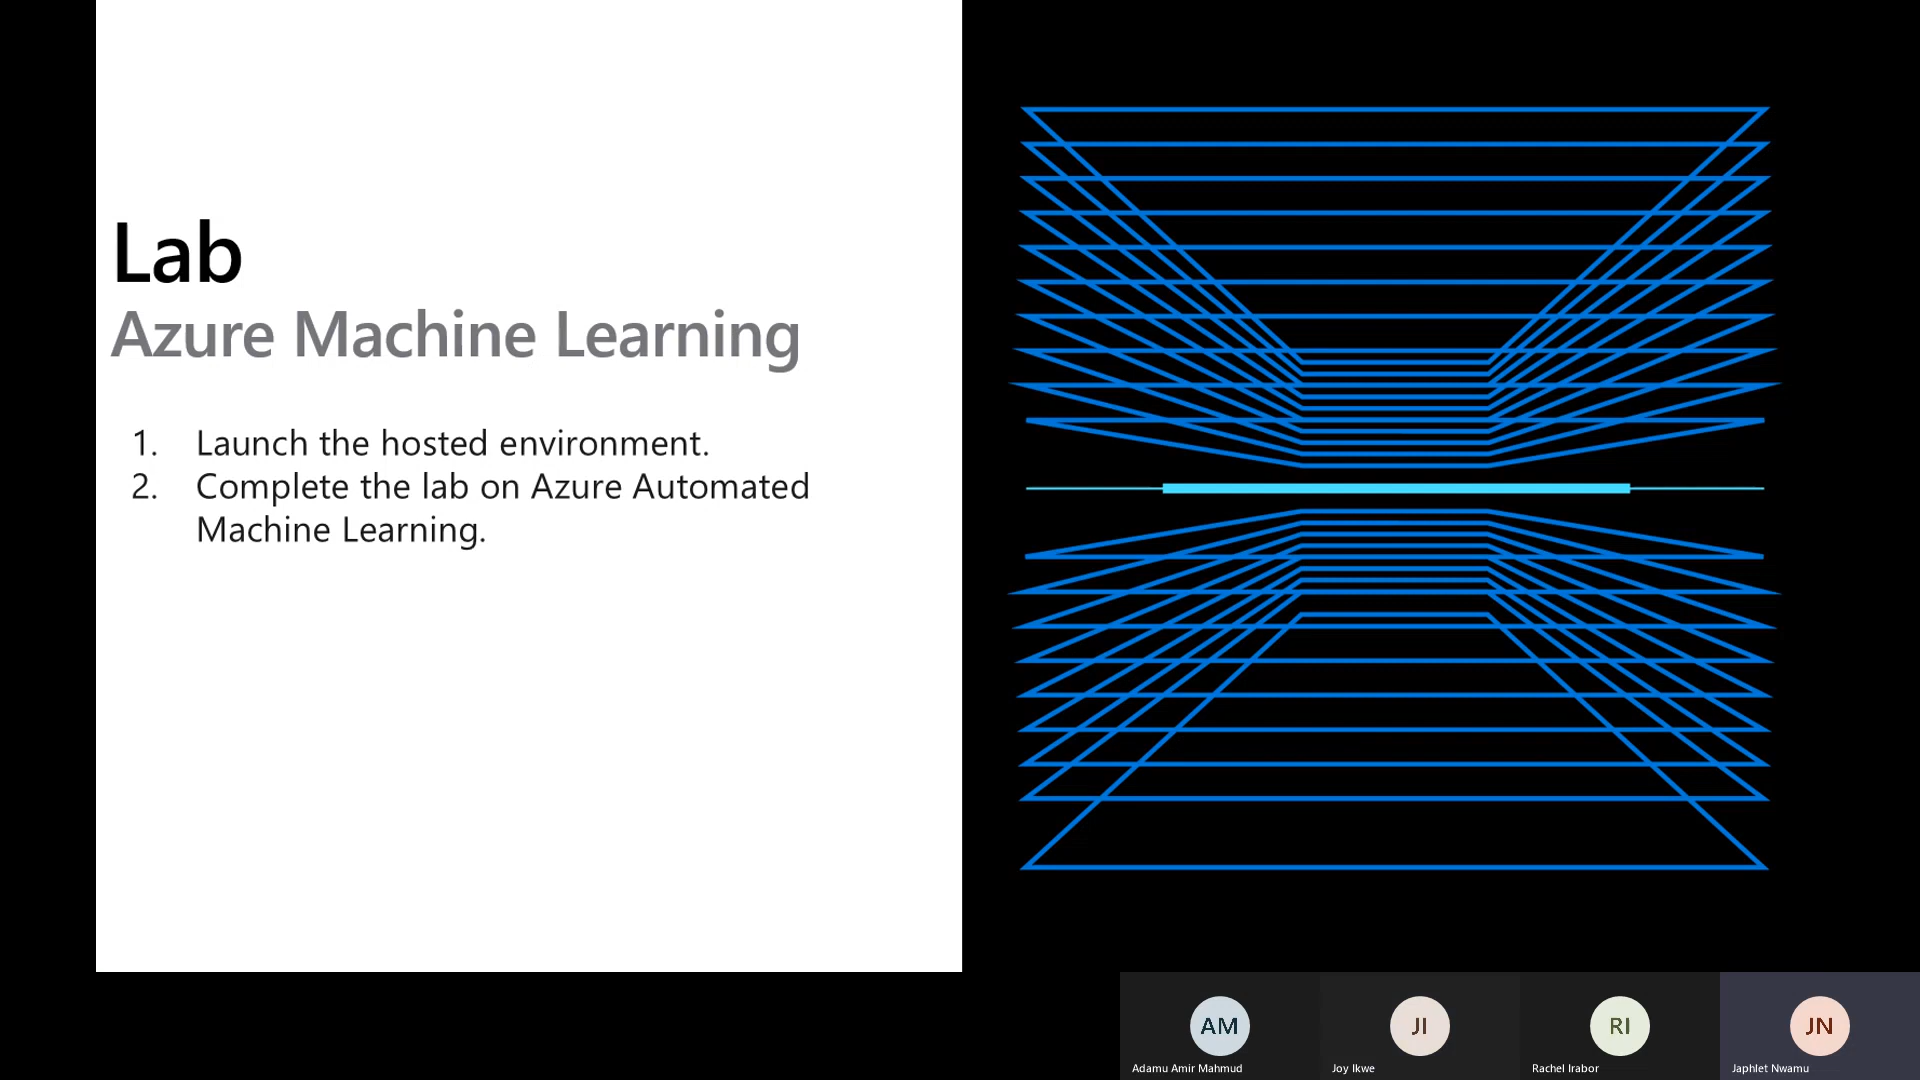 Lab
Azure Machine Learning
1. Launch the hosted environment.
2. Complete the lab on Azure Automated
Machine Learning.
AM
JI
RI
JN
Adamu Amir Mahmud
Joy Ikwe
Rachel Irabor
Japhlet Nwamu